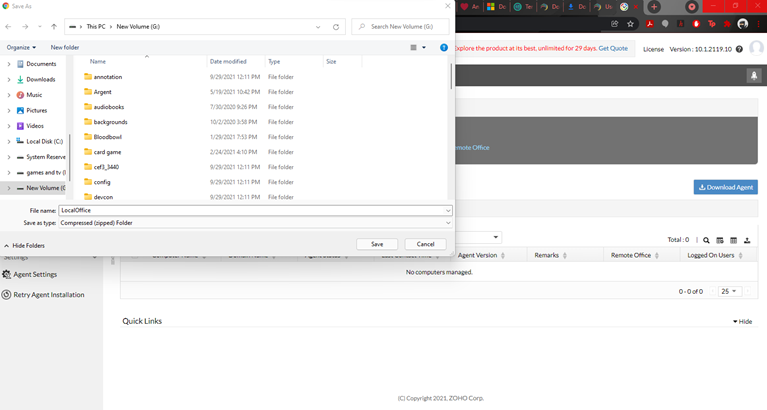 Save As
An
Do
Te
Do
Do
Us
This PC > New Volume (G:)
Search New Volume (G:)
Organize
New folder
Explore the product at its best, unlimited for 29 days. Get Quote
License
Version : 10.1.2119.10
Name
Date modified
Type
Size
Documents
Downloads
Music
Pictures
Videos
Local Disk (C:)
System Reserve
games and tv (
New Volume (G
annotation 9/29/2021 12:11 PM File folder
Argent 5/19/2021 10:42 PM File folder
audiobooks 7/30/2020 9:26 PM File folder
backgrounds 10/2/2020 3:58 PM File folder
Bloodbowl 1/29/2021 7:53 PM File folder
card game 2/24/2021 4:10 PM File folder
cef3_3440 9/29/2021 12:11 PM File folder
config 9/29/2021 12:11 PM File folder
devcon 9/29/2021 12:11 PM File folder
emote Office
Download Agent
File name: LocalOffice
Save as type: Compressed (zipped) Folder
Hide Folders
Save
Cancel
Total : 0
Settings
Agent Version
Remarks
Remote Office
Logged On Users
Agent Settings
No computers managed.
Retry Agent Installation
0 - 0 of 0
25
Quick Links
Hide
(C) Copyright 2021, ZOHO Corp.